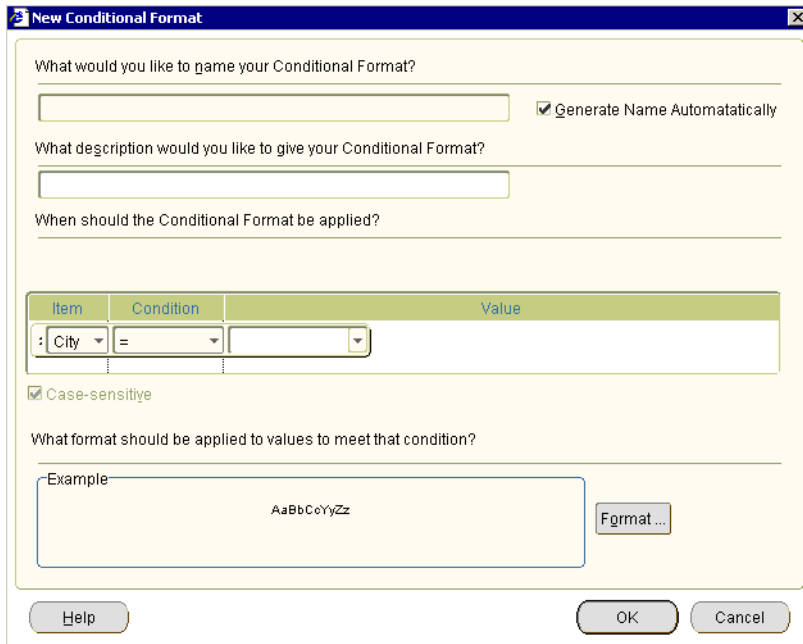 New Conditional Format
What would you like to name your Conditional Format?
Generate Name Automatatically
What description would you like to give your Conditional Format?
When should the Conditional Format be applied?
Item Condition Value
: City =
Case-sensitive
What format should be applied to values to meet that condition?
Example
AaBbCcYyZz
Format ...
Help OK Cancel